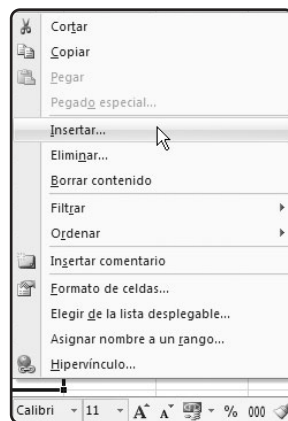 Cortar
Copiar
Pegar
Pegado especial...
Insertar...
Eliminar...
Borrar contenido
Filtrar
Ordenar
Insertar comentario
Formato de celdas...
Elegir de la lista desplegable...
Asignar nombre a un rango...
Hipervínculo...
Calibri 11 A A % 000